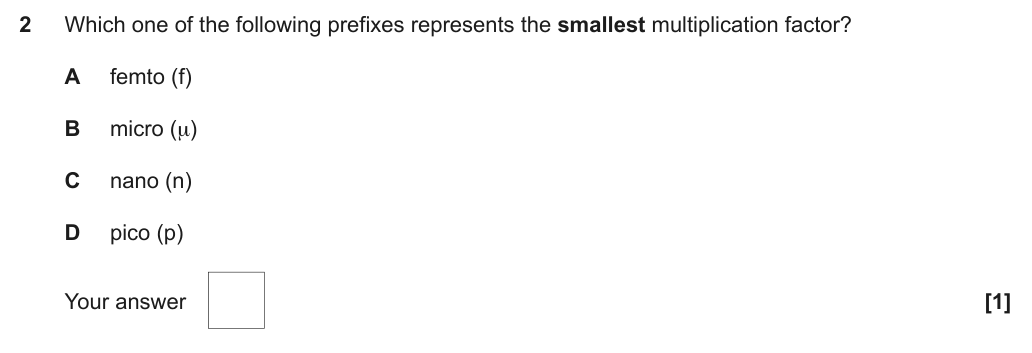 2 Which one of the following prefixes represents the smallest multiplication factor?
A femto (f)
B micro (μ)
C nano (n)
D pico (p)
Your answer [1]